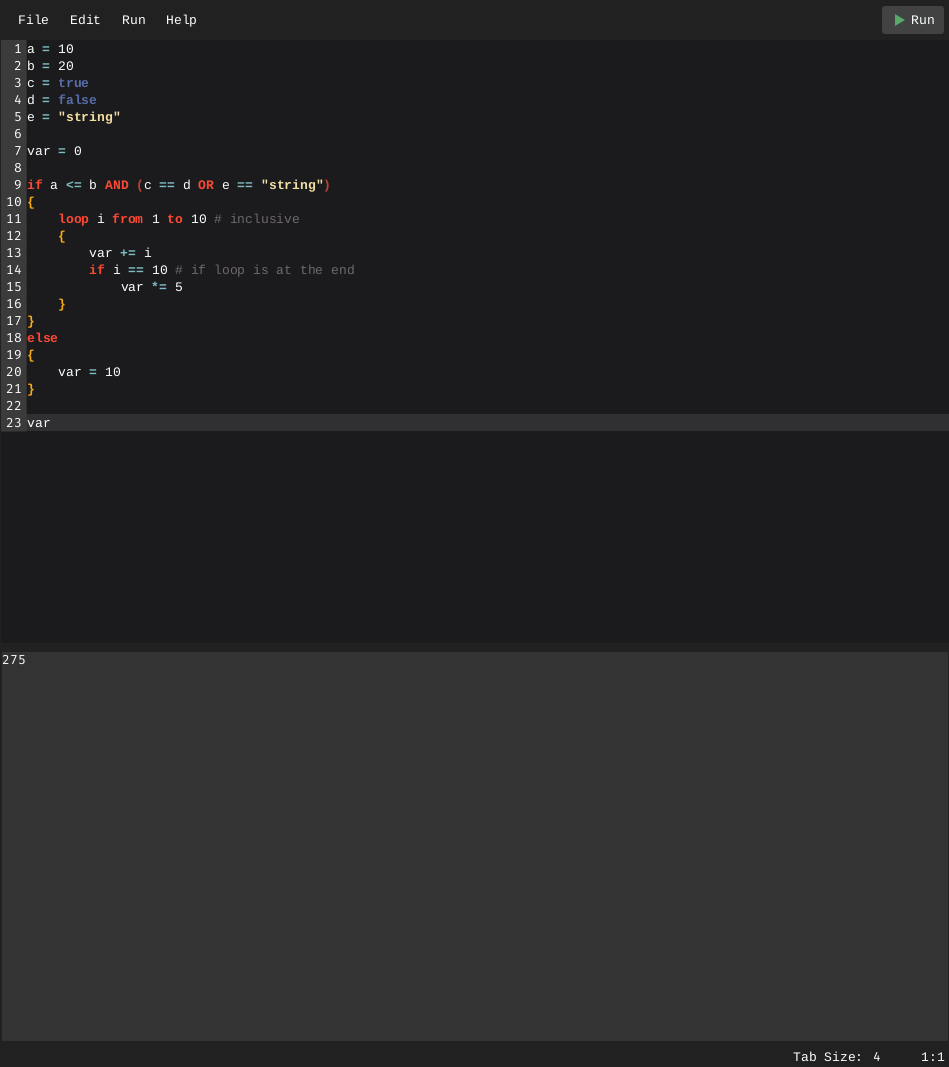 File Edit Run Help Run
1 a = 10
2 b = 20
3 c = true
4 d = false
5 e = "string"
6
7 var = 0
8
9 if a <= b AND (c == d OR e == "string")
10 {
11     loop i from 1 to 10 # inclusive
12     {
13         var += i
14         if i == 10 # if loop is at the end
15             var *= 5
16     }
17 }
18 else
19 {
20     var = 10
21 }
22
23 var
275
Tab Size: 4 1:1